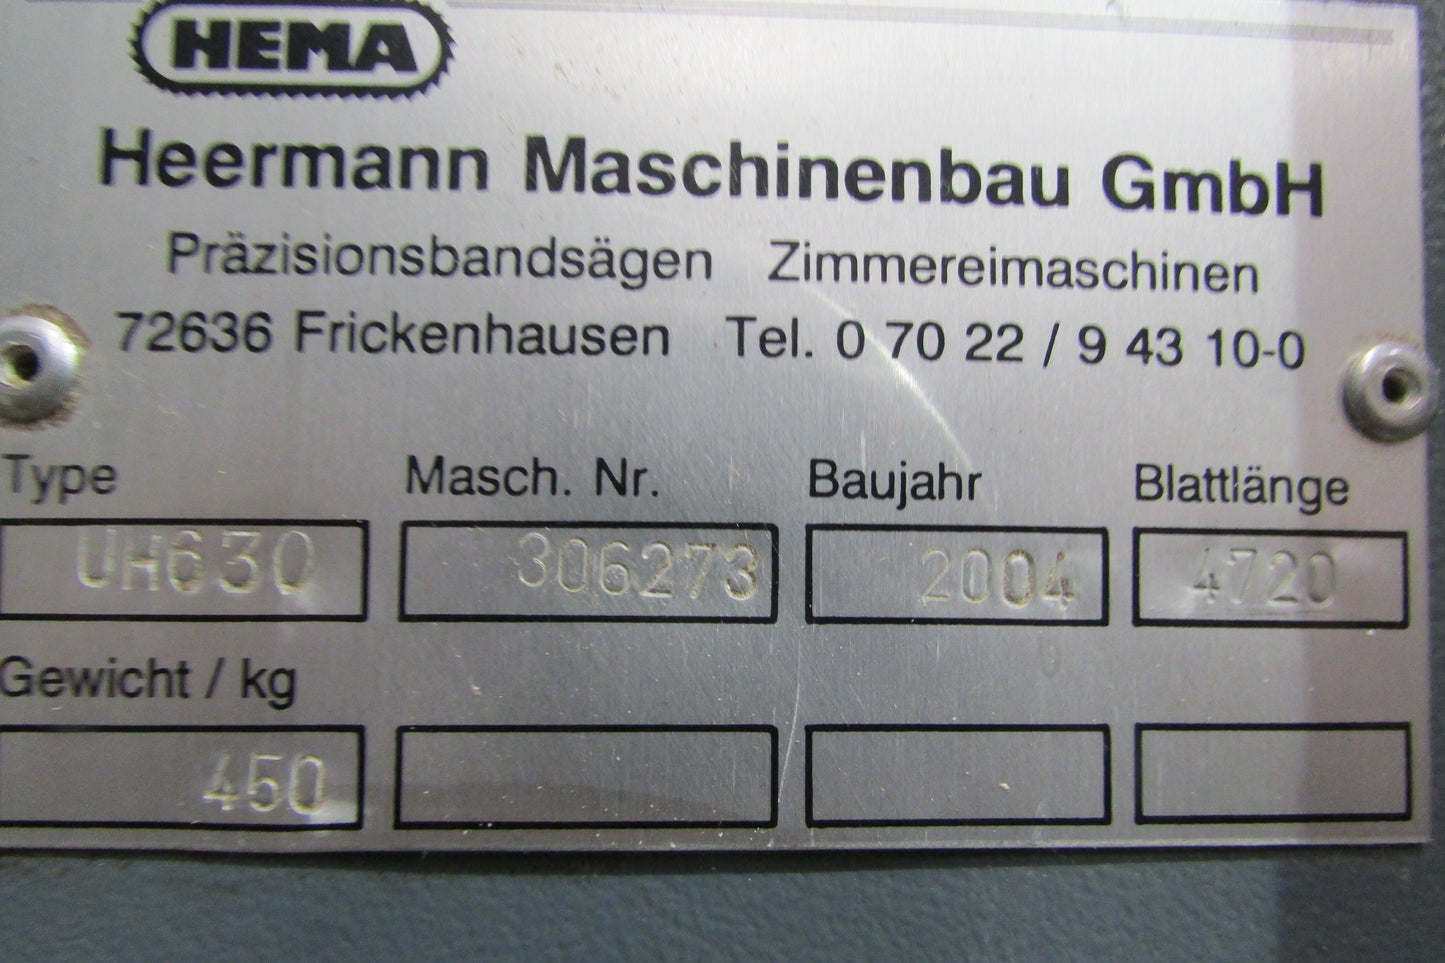 HEMA
Heermann Maschinenbau GmbH
Präzisionsbandsägen Zimmereimaschinen
72636 Frickenhausen Tel. 0 70 22 / 9 43 10-0
Type Masch. Nr. Baujahr Blattlänge
UH630 306273 2004 4720
0
Gewicht / kg
450